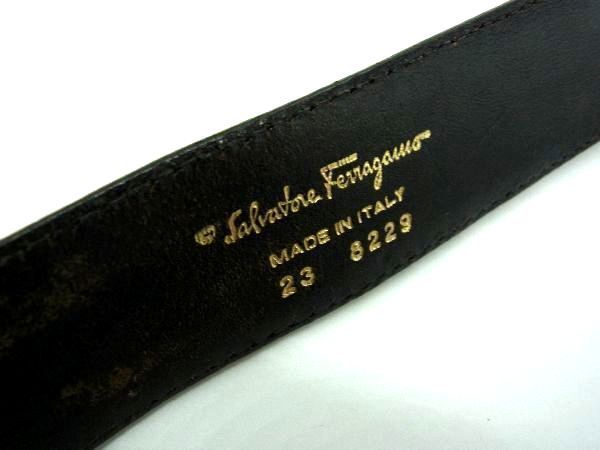 Salvatore Ferragamo
MADE IN ITALY
23 8229